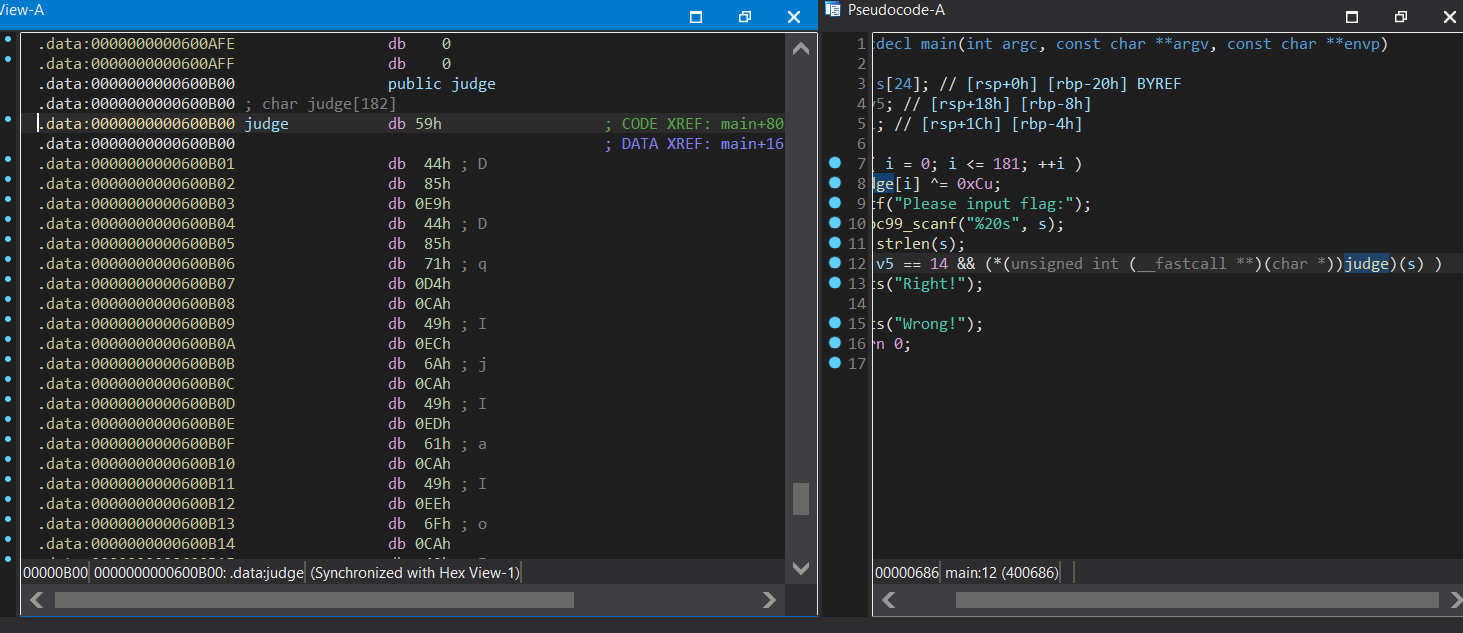 View-A
.data:0000000000600AFE db 0
.data:0000000000600AFF db 0
.data:0000000000600B00 public judge
.data:0000000000600B00 ; char judge[182]
.data:0000000000600B00 judge db 59h ; CODE XREF: main+80
.data:0000000000600B00 ; DATA XREF: main+16
.data:0000000000600B01 db 44h ; D
.data:0000000000600B02 db 85h
.data:0000000000600B03 db 0E9h
.data:0000000000600B04 db 44h ; D
.data:0000000000600B05 db 85h
.data:0000000000600B06 db 71h ; q
.data:0000000000600B07 db 0D4h
.data:0000000000600B08 db 0CAh
.data:0000000000600B09 db 49h ; I
.data:0000000000600B0A db 0ECh
.data:0000000000600B0B db 6Ah ; j
.data:0000000000600B0C db 0CAh
.data:0000000000600B0D db 49h ; I
.data:0000000000600B0E db 0EDh
.data:0000000000600B0F db 61h ; a
.data:0000000000600B10 db 0CAh
.data:0000000000600B11 db 49h ; I
.data:0000000000600B12 db 0EEh
.data:0000000000600B13 db 6Fh ; o
.data:0000000000600B14 db 0CAh
00000B00 0000000000600B00: .data:judge (Synchronized with Hex View-1)
Pseudocode-A
1 :decl main(int argc, const char **argv, const char **envp)
2
3 s[24]; // [rsp+0h] [rbp-20h] BYREF
4 v5; // [rsp+18h] [rbp-8h]
5 ; // [rsp+1Ch] [rbp-4h]
6
7 ( i = 0; i <= 181; ++i )
8 dge[i] ^= 0xCu;
9 tf("Please input flag:");
10 oc99_scanf("%20s", s);
11 strlen(s);
12 v5 == 14 && (*(unsigned int (__fastcall **)(char *))judge)(s) )
13 ts("Right!");
14
15 ts("Wrong!");
16 rn 0;
17
00000686 main:12 (400686)